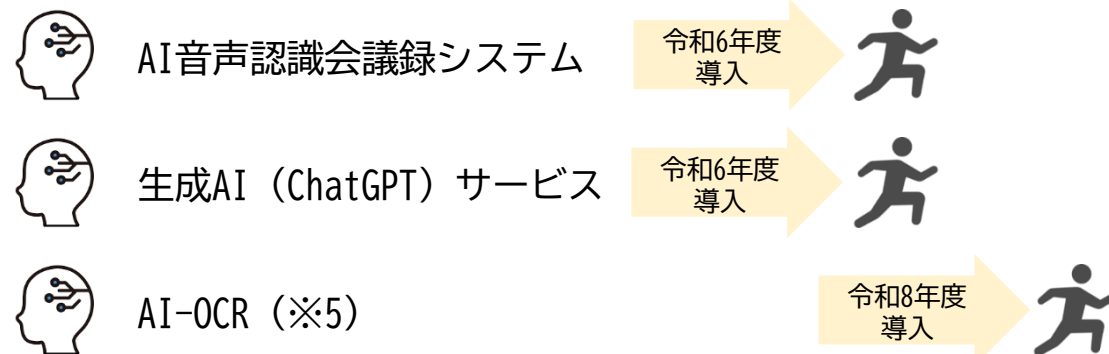 AI音声認識会議録システム
令和6年度
導入
生成AI（ChatGPT）サービス
令和6年度
導入
AI-OCR（※5）
令和8年度
導入